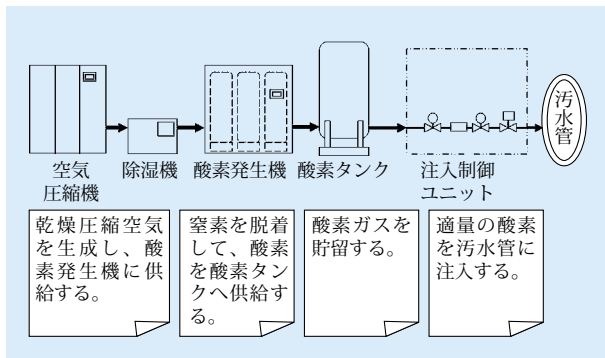 汚水管
空気
圧縮機
除湿機
酸素発生機
酸素タンク
注入制御
ユニット
乾燥圧縮空気
を生成し、酸
素発生機に供
給する。
窒素を脱着
して、酸素
を酸素タン
クへ供給す
る。
酸素ガスを
貯留する。
適量の酸素
を汚水管に
注入する。